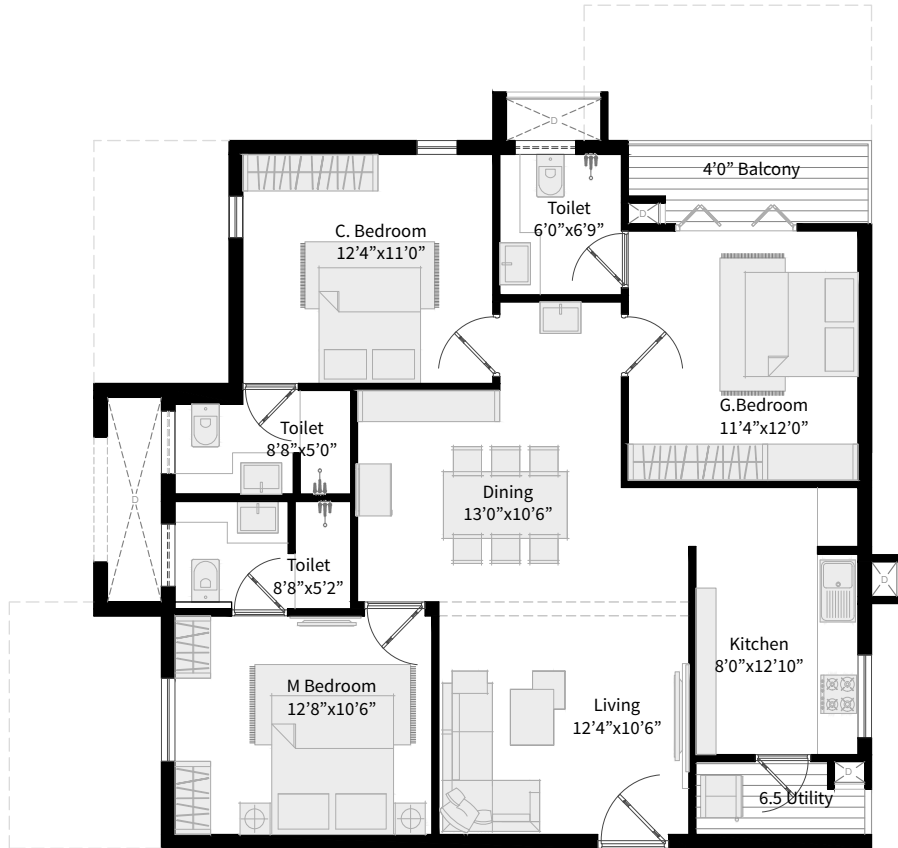 4’0” Balcony
Toilet
6’0”x6’9”
C. Bedroom
12’4”x11’0”
G.Bedroom
11’4”x12’0”
Toilet
8’8”x5’0”
Dining
13’0”x10’6”
Toilet
8’8”x5’2”
Kitchen
8’0”x12’10”
M Bedroom
12’8”x10’6”
Living
12’4”x10’6”
6.5 Utility
D
D
D
D
D